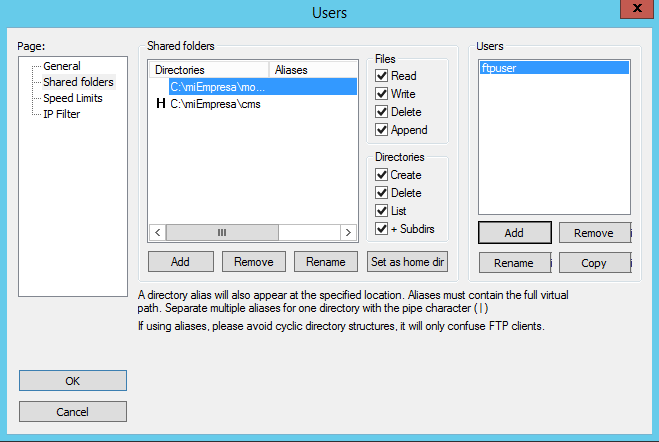 Users
x
Page:
General
Shared folders
Speed Limits
IP Filter
Shared folders
Directories Aliases
C:\miEmpresa\mo...
H C:\miEmpresa\cms
Add
Remove
Rename
Set as home dir
Files
Read
Write
Delete
Append
Directories
Create
Delete
List
+ Subdirs
Users
ftpuser
Add
Remove
Rename
Copy
A directory alias will also appear at the specified location. Aliases must contain the full virtual
path. Separate multiple aliases for one directory with the pipe character ( | )
If using aliases, please avoid cyclic directory structures, it will only confuse FTP clients.
OK
Cancel